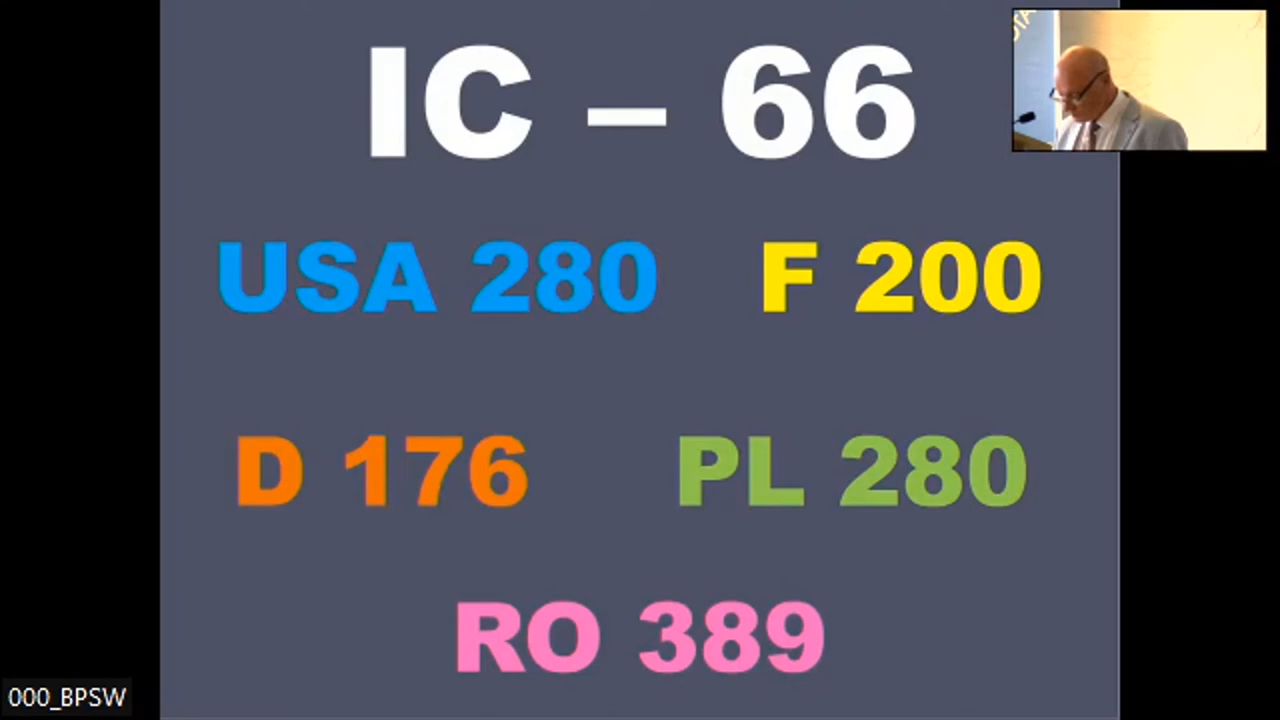 IC – 66
USA 280 F 200
D 176 PL 280
RO 389
000_BPSW